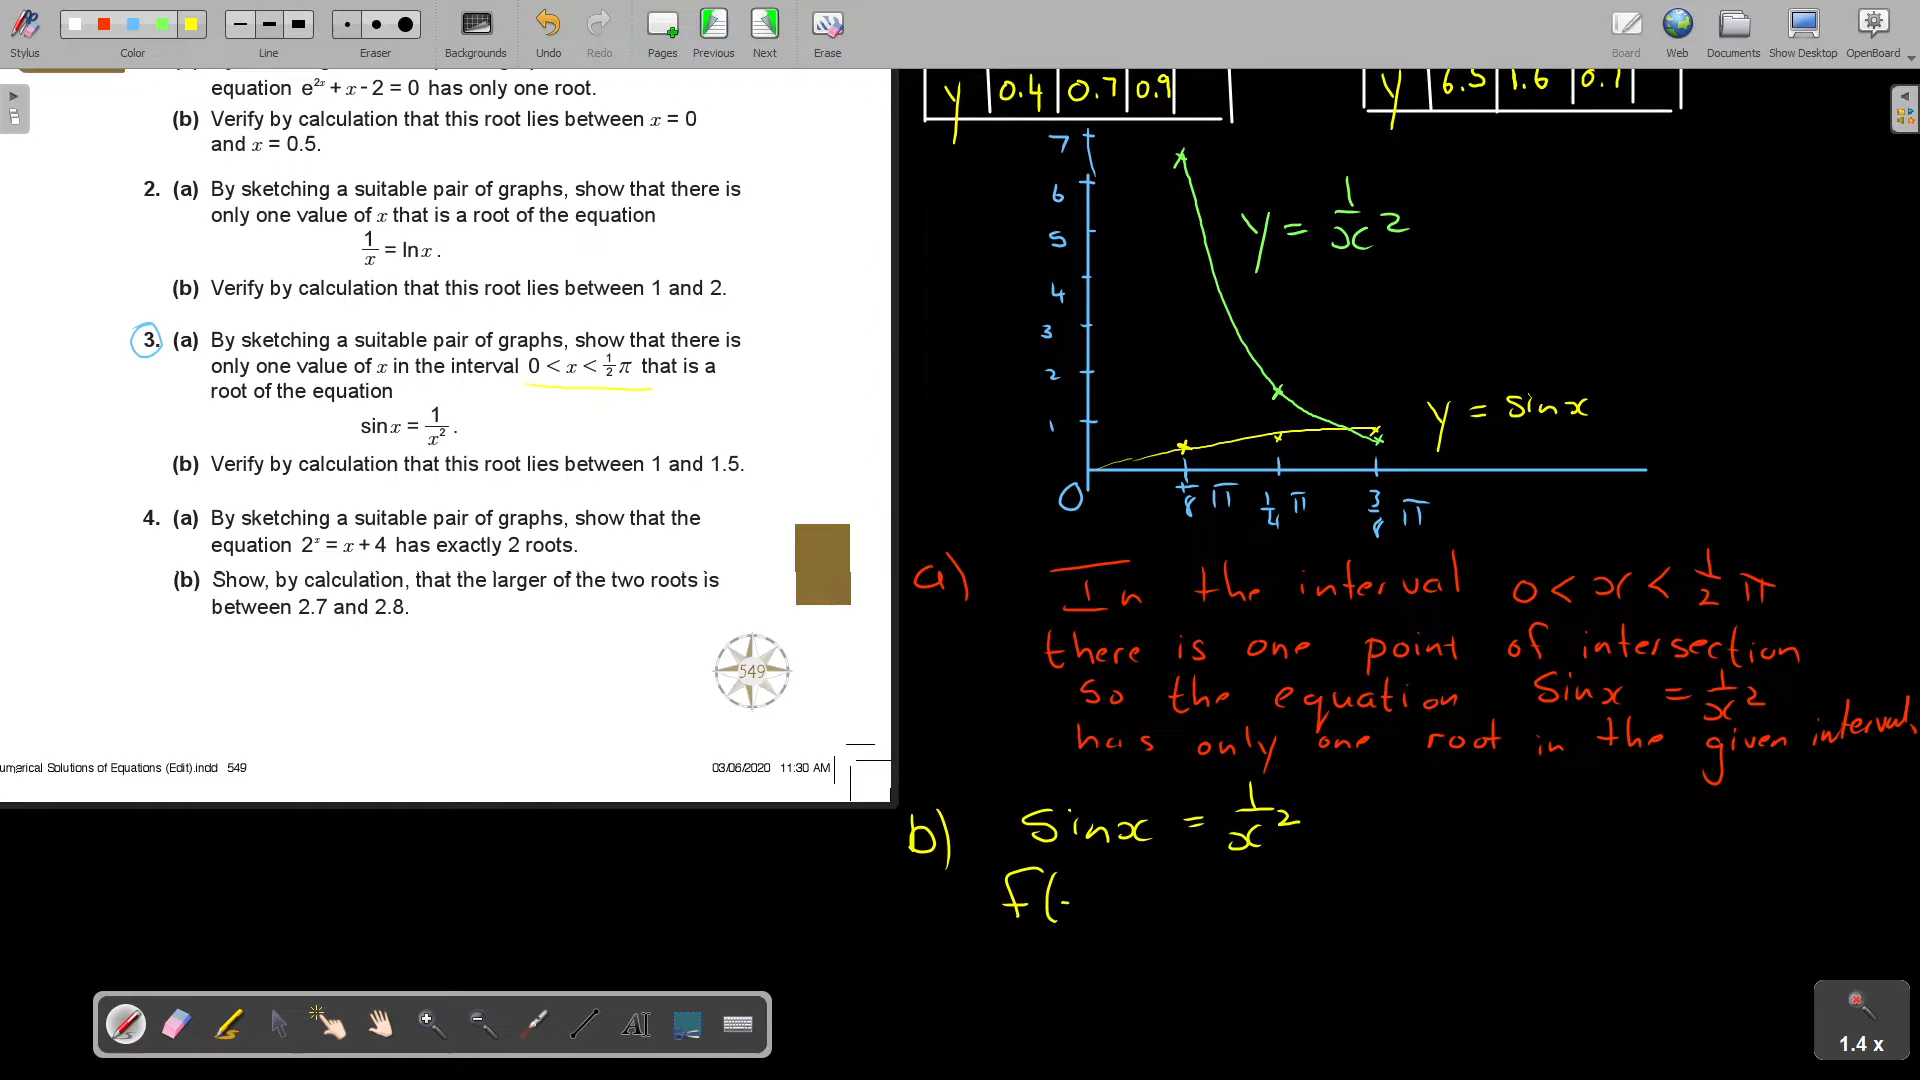 Stylus
Color
Line
Eraser
Backgrounds
Undo
Redo
Pages
Previous
Next
Erase
Board
Web
Documents
Show Desktop
OpenBoard
equation e²ˣ + x - 2 = 0 has only one root.
(b) Verify by calculation that this root lies between x = 0
and x = 0.5.
2. (a) By sketching a suitable pair of graphs, show that there is
only one value of x that is a root of the equation
1/x = lnx .
(b) Verify by calculation that this root lies between 1 and 2.
3. (a) By sketching a suitable pair of graphs, show that there is
only one value of x in the interval 0 < x < ½π that is a
root of the equation
sinx = 1/x² .
(b) Verify by calculation that this root lies between 1 and 1.5.
4. (a) By sketching a suitable pair of graphs, show that the
equation 2ˣ = x + 4 has exactly 2 roots.
(b) Show, by calculation, that the larger of the two roots is
between 2.7 and 2.8.
549
umerical Solutions of Equations (Edit).indd 549
03/06/2020 11:30 AM
y 0.4 0.7 0.9
y 6.5 1.6 0.7
7
6
5
4
3
2
1
0
1/8 π 1/4 π 3/8 π
y = 1/x²
y = sinx
a) In the interval 0 < x < 1/2 π
there is one point of intersection
so the equation sinx = 1/x²
has only one root in the given interval.
b) sinx = 1/x²
F(
1.4 x